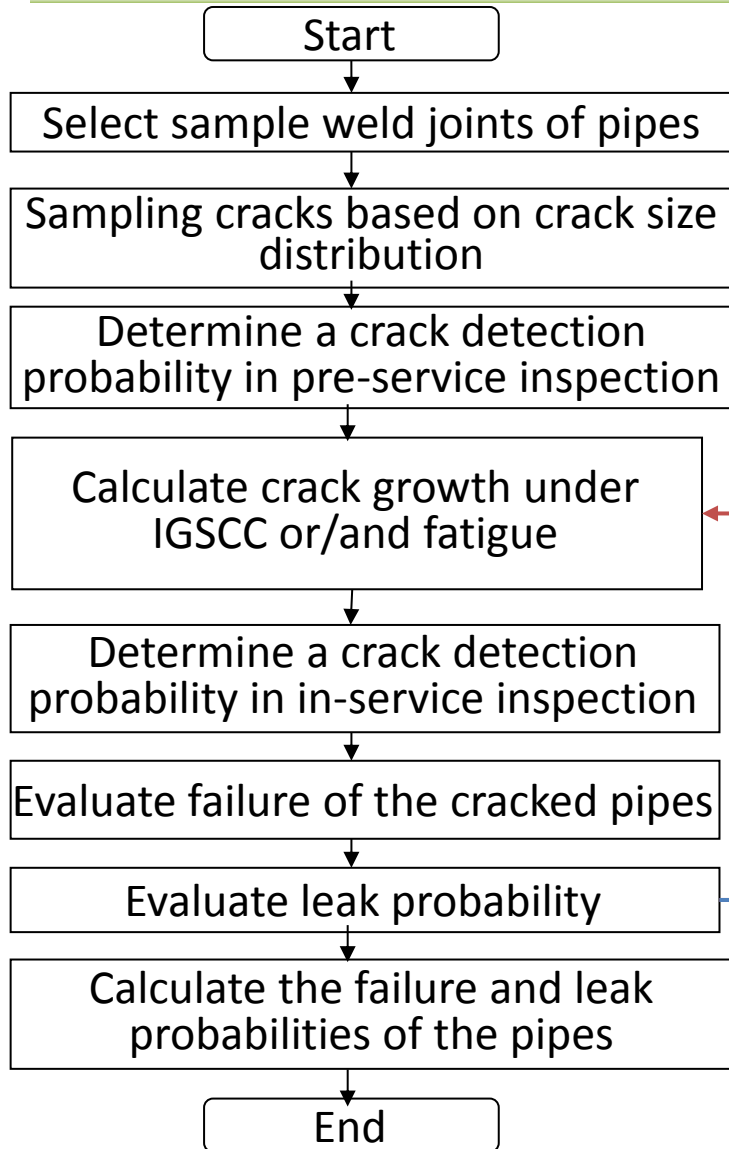 Start
Select sample weld joints of pipes
Sampling cracks based on crack size
distribution
Determine a crack detection
probability in pre-service inspection
Calculate crack growth under
IGSCC or/and fatigue
Determine a crack detection
probability in in-service inspection
Evaluate failure of the cracked pipes
Evaluate leak probability
Calculate the failure and leak
probabilities of the pipes
End